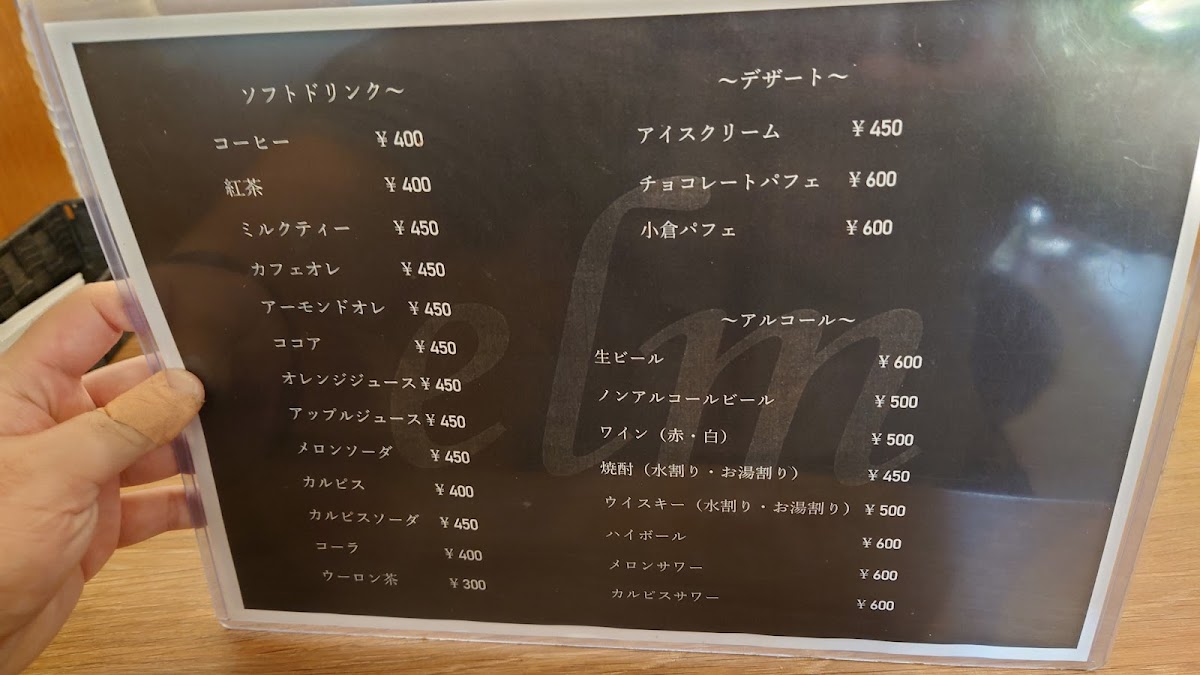 ソフトドリンク～
コーヒー ￥400
紅茶 ￥400
ミルクティー ￥450
カフェオレ ￥450
アーモンドオレ ￥450
ココア ￥450
オレンジジュース ￥450
アップルジュース ￥450
メロンソーダ ￥450
カルピス ￥400
カルピスソーダ ￥450
コーラ ￥400
ウーロン茶 ￥300
～デザート～
アイスクリーム ￥450
チョコレートパフェ ￥600
小倉パフェ ￥600
～アルコール～
生ビール ￥600
ノンアルコールビール ￥500
ワイン（赤・白） ￥500
焼酎（水割り・お湯割り） ￥450
ウイスキー（水割り・お湯割り） ￥500
ハイボール ￥600
メロンサワー ￥600
カルピスサワー ￥600
elm